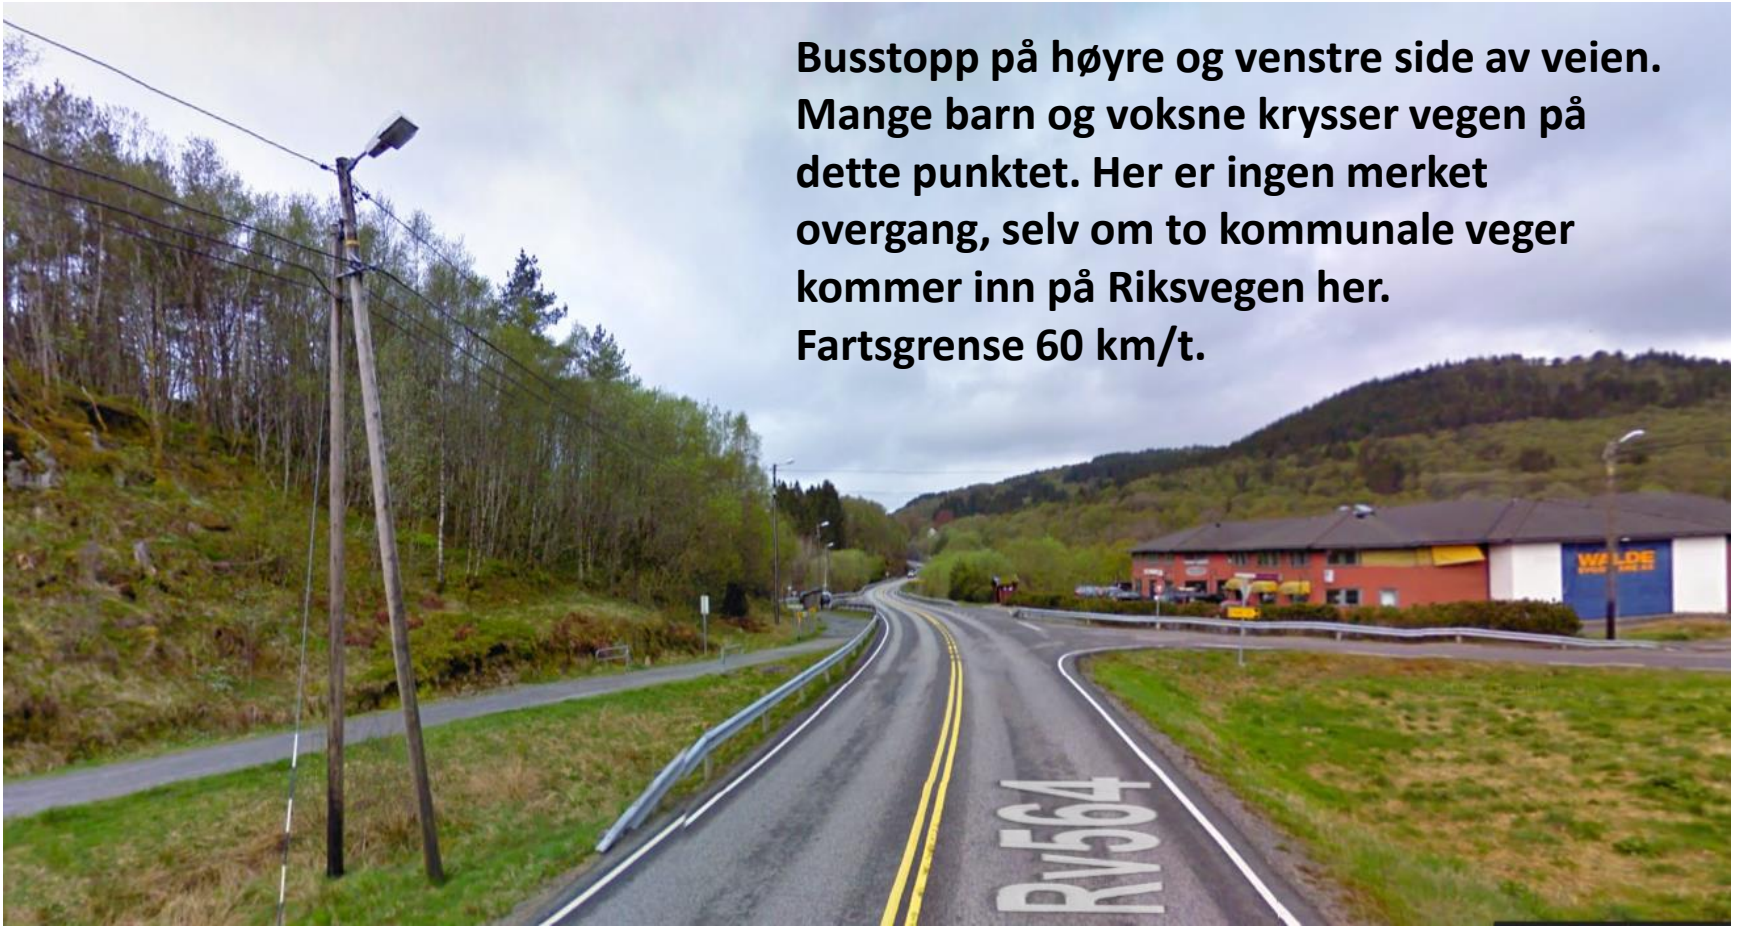 Busstopp på høyre og venstre side av veien.
Mange barn og voksne krysser vegen på
dette punktet. Her er ingen merket
overgang, selv om to kommunale veger
kommer inn på Riksvegen her.
Fartsgrense 60 km/t.
WALDE
Rv564